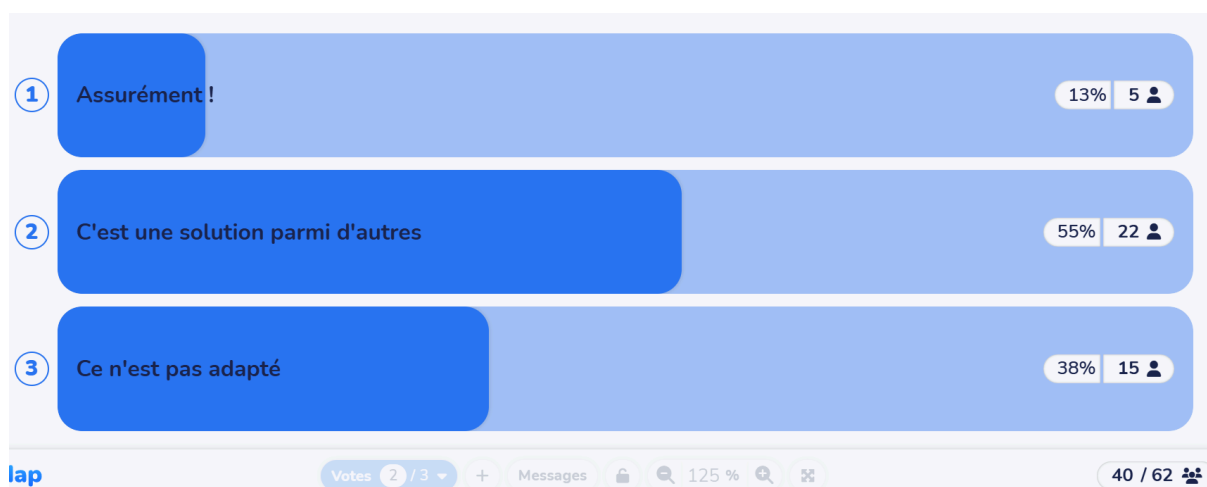 1 Assurément ! 13% 5
2 C'est une solution parmi d'autres 55% 22
3 Ce n'est pas adapté 38% 15
lap Votes 2 / 3 + Messages 125 % 40 / 62